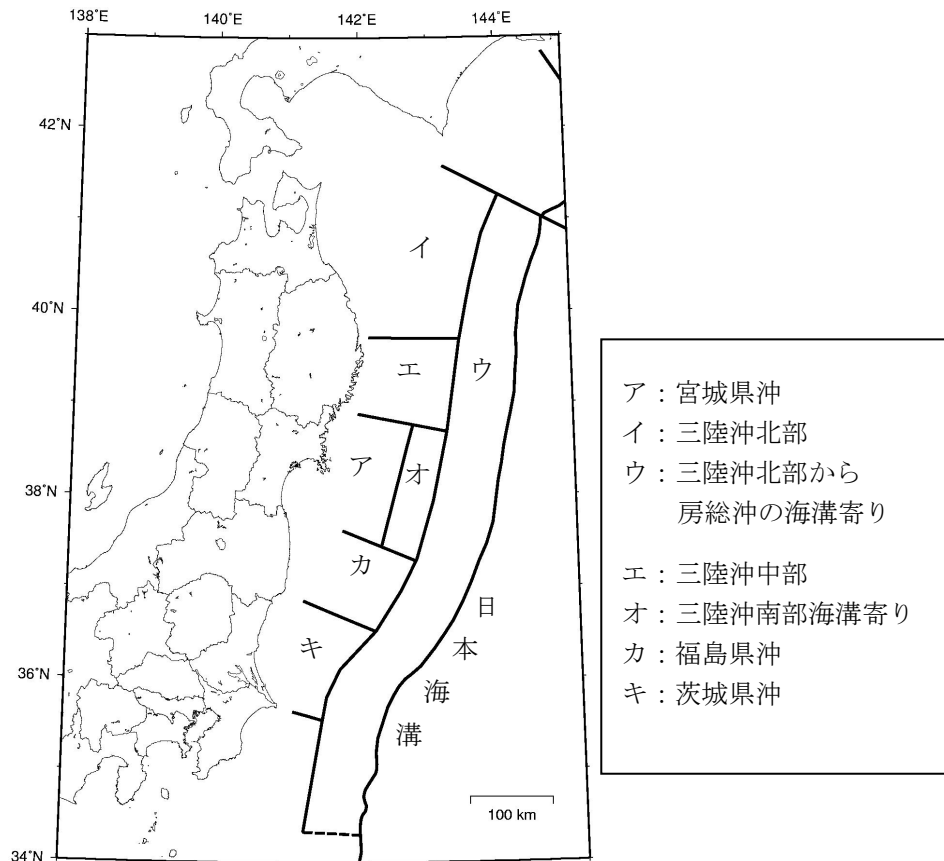 138˚E
140˚E
142˚E
144˚E
42˚N
40˚N
38˚N
36˚N
34˚N
イ
エ
ウ
ア
オ
カ
キ
日本海溝
100 km
ア：宮城県沖
イ：三陸沖北部
ウ：三陸沖北部から
房総沖の海溝寄り
エ：三陸沖中部
オ：三陸沖南部海溝寄り
カ：福島県沖
キ：茨城県沖